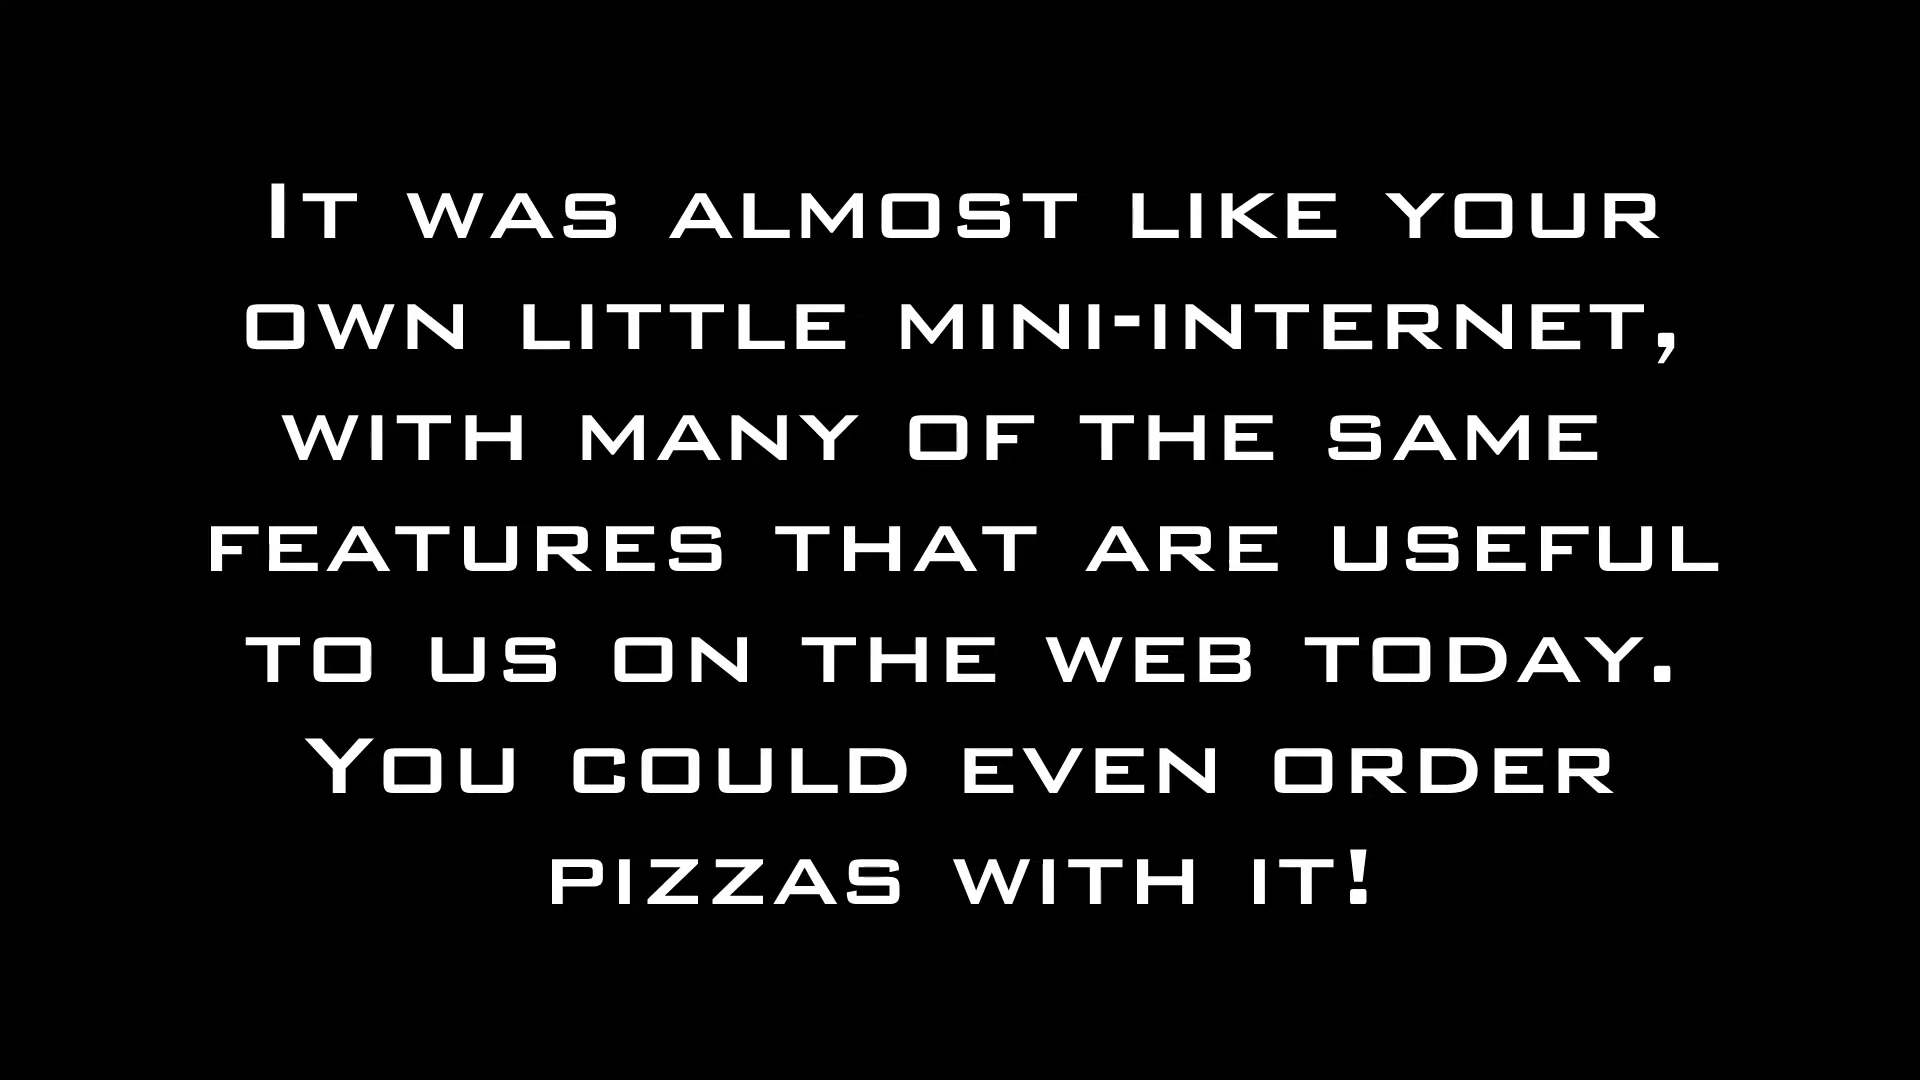 It was almost like your
own little mini-internet,
with many of the same
features that are useful
to us on the web today.
You could even order
pizzas with it!